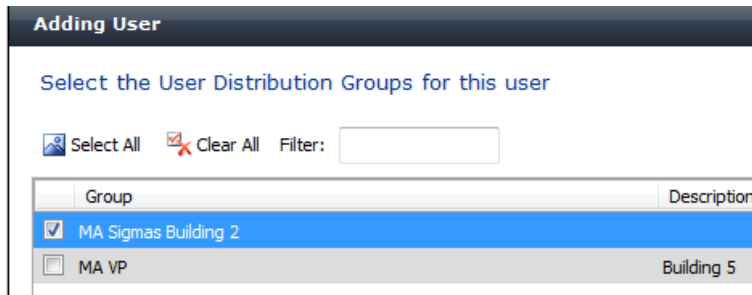 Adding User
Select the User Distribution Groups for this user
Select All Clear All Filter:
Group Description
MA Sigmas Building 2
MA VP Building 5